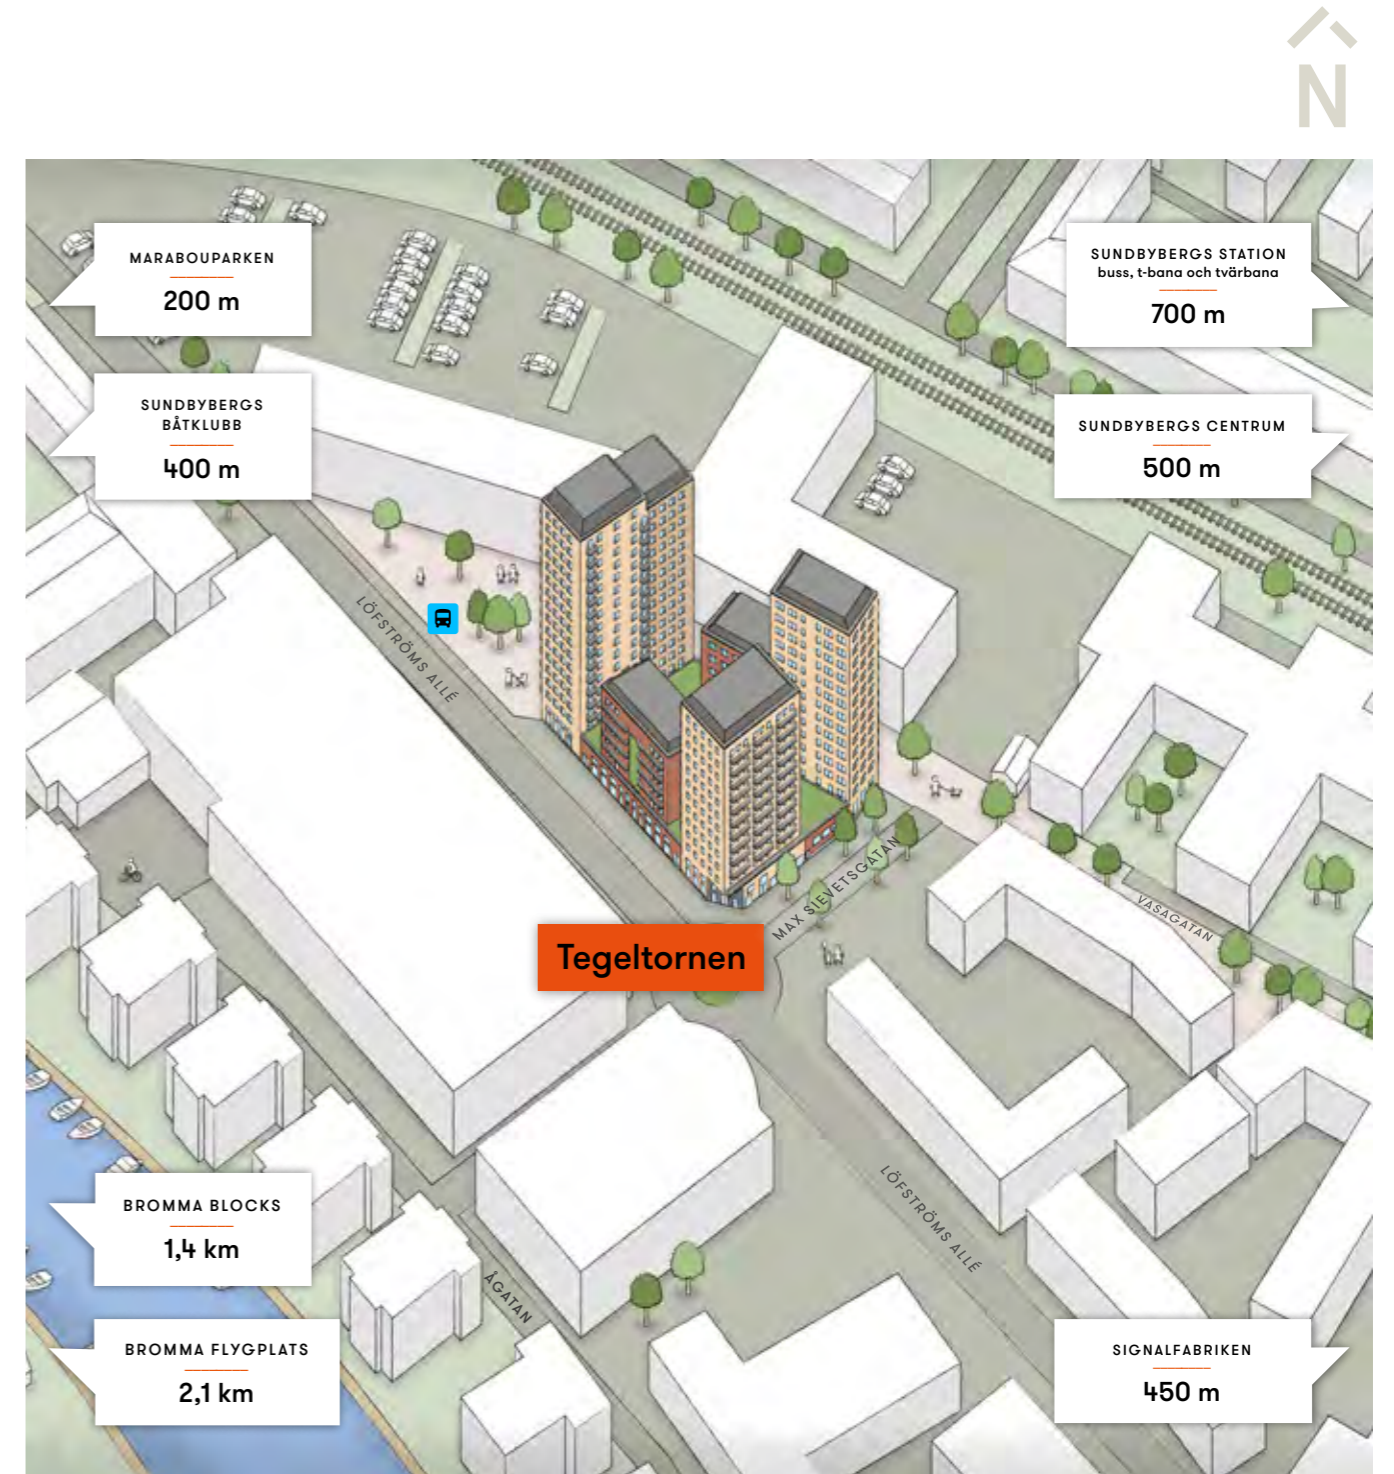 N
MARABOUPARKEN
200 m
SUNDBYBERGS STATION
buss, t-bana och tvärbana
700 m
SUNDBYBERGS
BÅTKLUBB
400 m
SUNDBYBERGS CENTRUM
500 m
LÖFSTRÖMS ALLÉ
MAX SIEVETSGATAN
VASAGATAN
Tegeltornen
BROMMA BLOCKS
1,4 km
LÖFSTRÖMS ALLÉ
ÅGATAN
BROMMA FLYGPLATS
2,1 km
SIGNALFABRIKEN
450 m